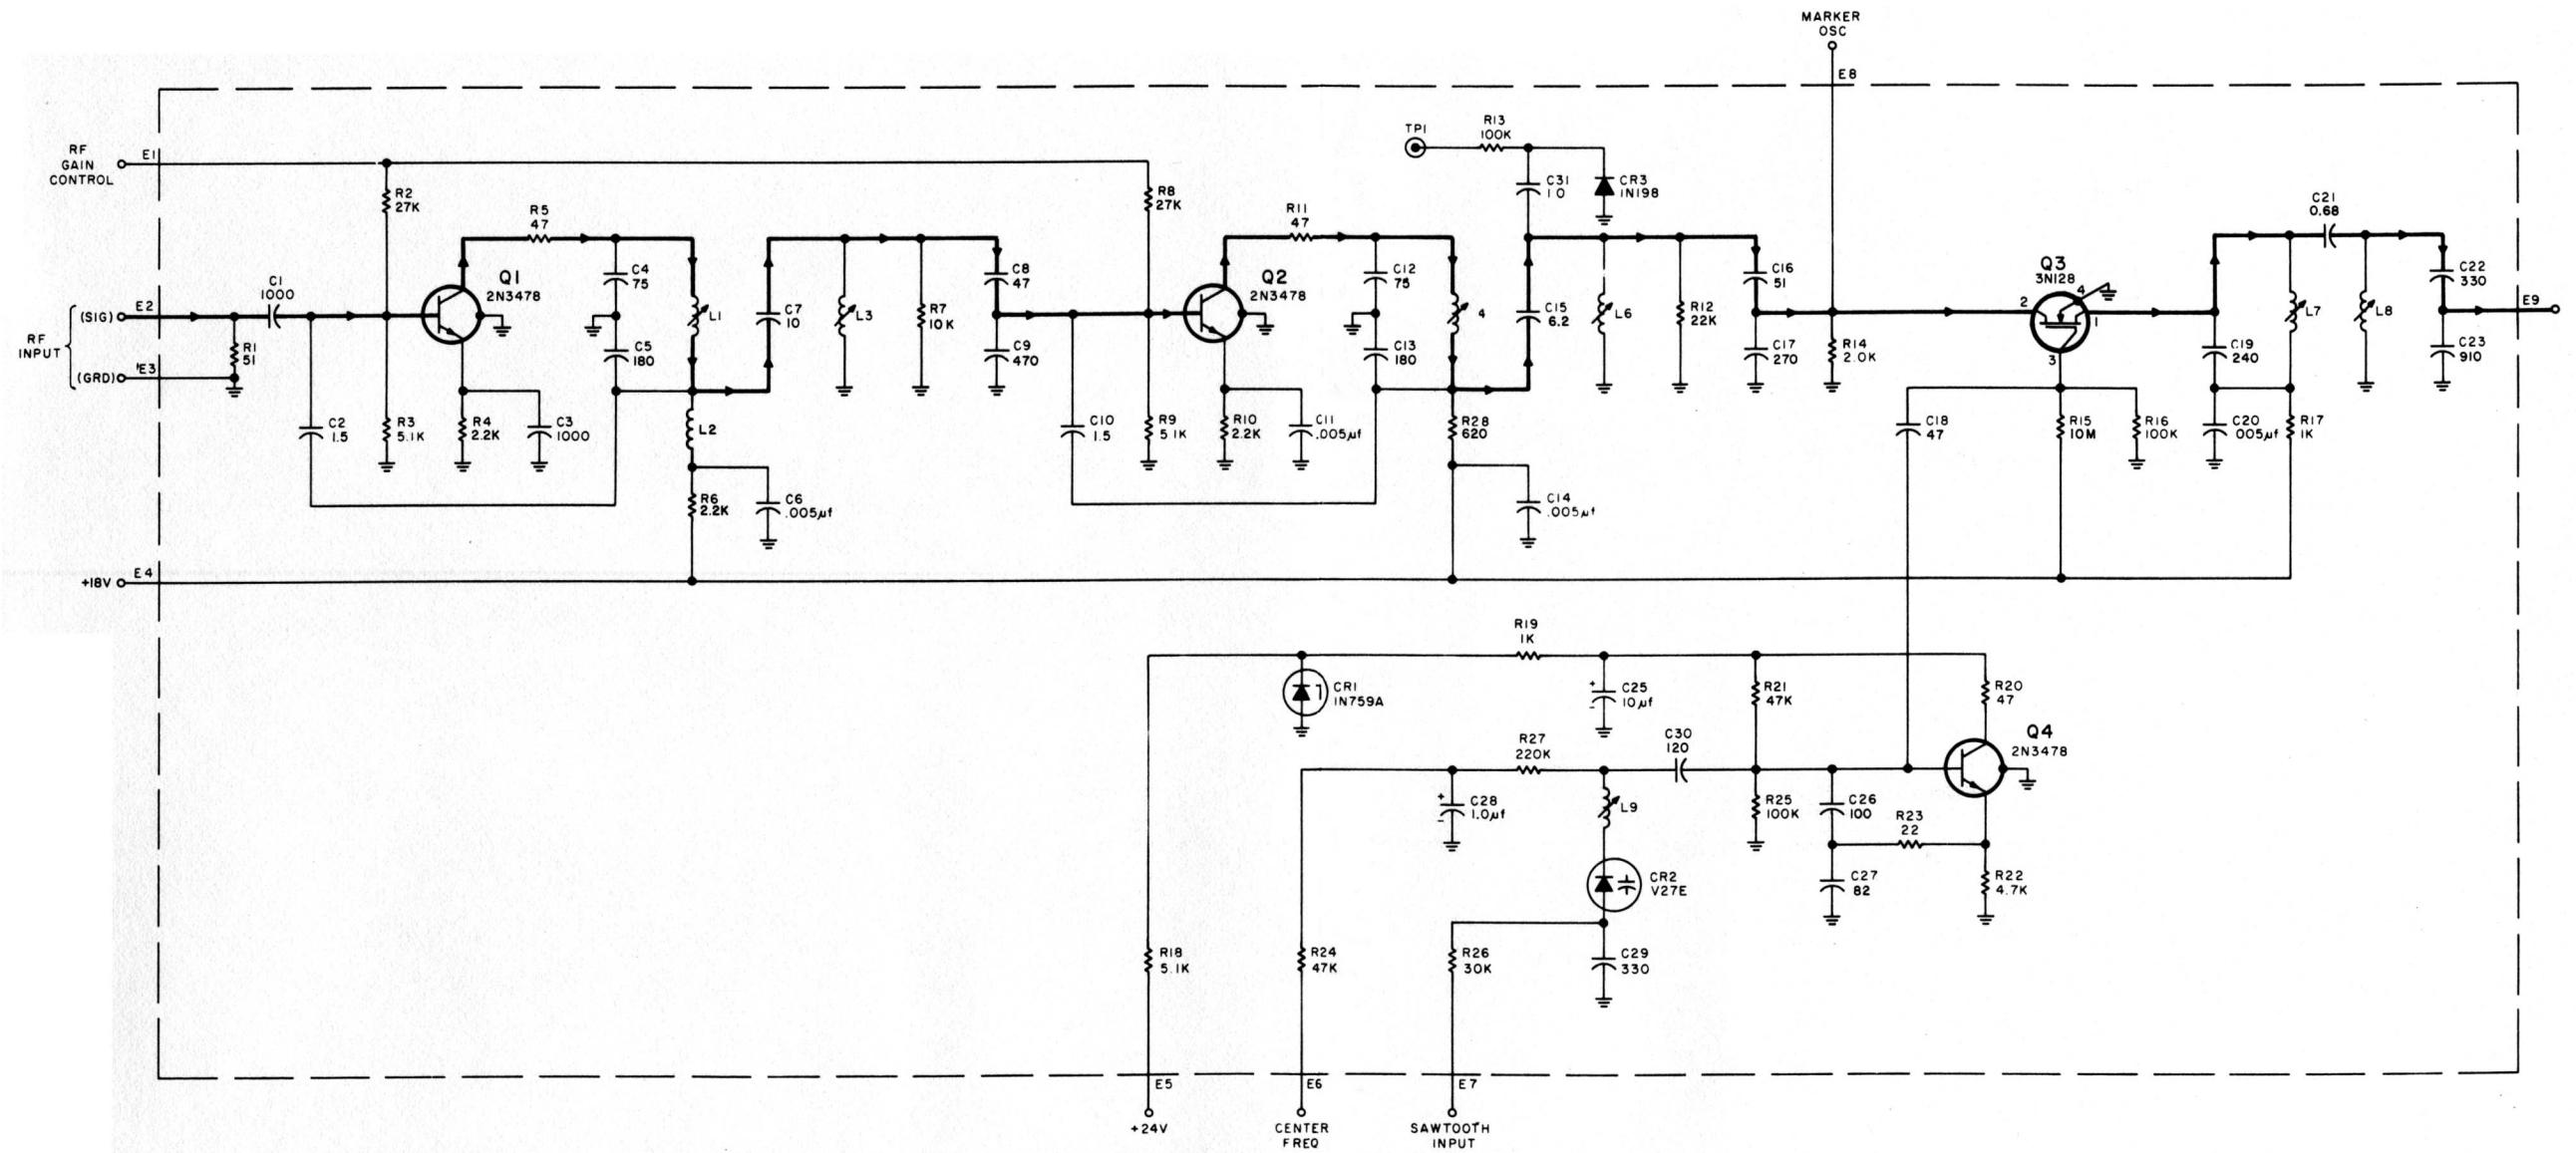 MARKER
OSC
E8
RF
GAIN
CONTROL
E1
R2
27K
R5
47
C4
75
Q1
2N3478
C1
1000
E2
(SIG)
RF
INPUT
R1
51
(GRD)
E3
C5
180
L1
C7
10
L3
R7
10K
C8
47
C9
470
C2
1.5
R3
5.1K
R4
2.2K
C3
1000
L2
R6
2.2K
C6
.005µf
+18V
E4
R8
27K
R11
47
Q2
2N3478
C12
75
C13
180
4
TP1
R13
100K
C31
10
CR3
1N198
C15
6.2
L6
R12
22K
C16
51
C17
270
R14
2.0K
C10
1.5
R9
5.1K
R10
2.2K
C11
.005µf
R28
620
C14
.005µf
Q3
3N128
4
2
1
3
C21
0.68
L7
L8
C22
330
E9
C23
910
C19
240
C18
47
R15
10M
R16
100K
C20
.005µf
R17
1K
R19
1K
CR1
1N759A
C25
+
-
10µf
R21
47K
R20
47
Q4
2N3478
R27
220K
C30
120
C28
+
-
1.0µf
L9
R25
100K
C26
100
R23
22
CR2
V27E
C27
82
R22
4.7K
R18
5.1K
R24
47K
R26
30K
C29
330
E5
E6
E7
+24V
CENTER
FREQ
SAWTOOTH
INPUT